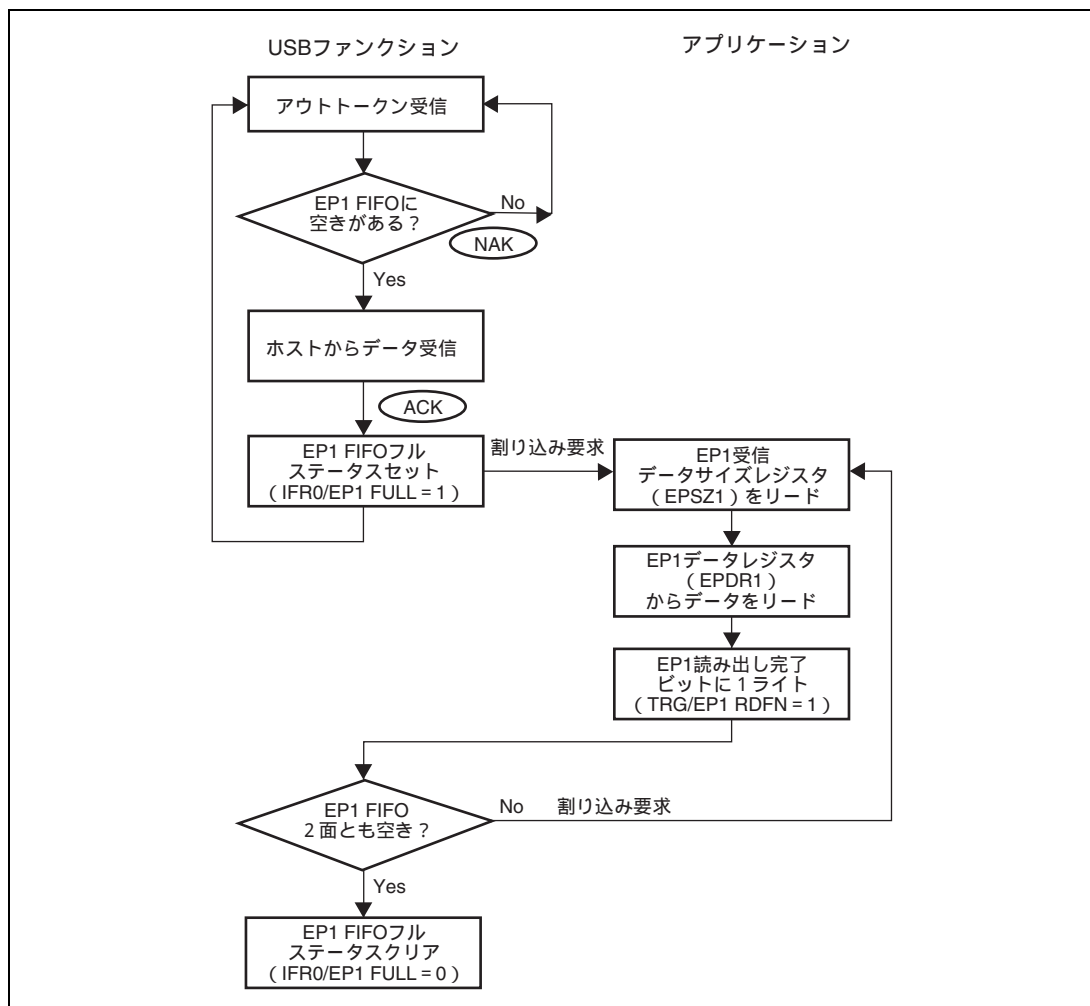 USBファンクション
アプリケーション
アウトトークン受信
EP1 FIFOに
空きがある？
No
NAK
Yes
ホストからデータ受信
ACK
EP1 FIFOフル
ステータスセット
（IFR0/EP1 FULL = 1）
割り込み要求
EP1受信
データサイズレジスタ
（EPSZ1）をリード
EP1データレジスタ
（EPDR1）
からデータをリード
EP1読み出し完了
ビットに 1 ライト
（TRG/EP1 RDFN = 1）
EP1 FIFO
2 面とも空き？
No 割り込み要求
Yes
EP1 FIFOフル
ステータスクリア
（IFR0/EP1 FULL = 0）